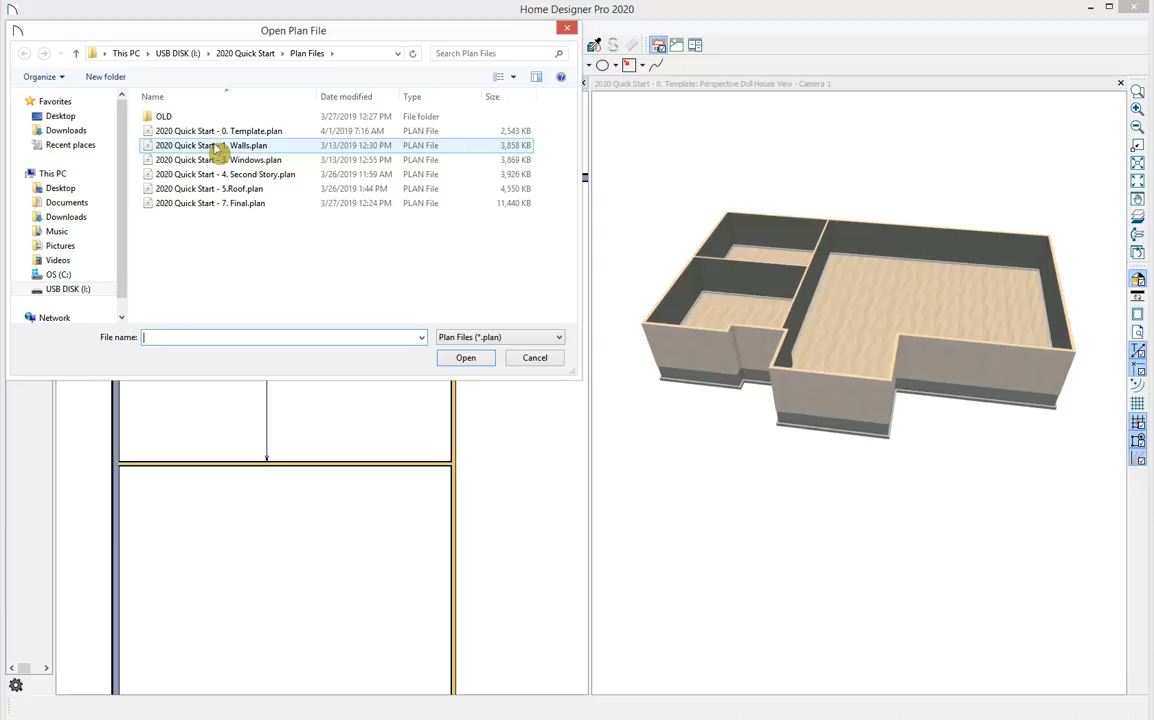 Home Designer Pro 2020
Open Plan File
This PC
USB DISK (I:)
2020 Quick Start
Plan Files
Search Plan Files
Organize
New folder
2020 Quick Start - 0. Template: Perspective Doll House View - Camera 1
Favorites
Desktop
Downloads
Recent places
This PC
Desktop
Documents
Downloads
Music
Pictures
Videos
OS (C:)
USB DISK (I:)
Network
Name Date modified Type Size
OLD 3/27/2019 12:27 PM File folder
2020 Quick Start - 0. Template.plan 4/1/2019 7:16 AM PLAN File 2,543 KB
2020 Quick Start - Walls.plan 3/13/2019 12:30 PM PLAN File 3,858 KB
2020 Quick Start - Windows.plan 3/13/2019 12:55 PM PLAN File 3,869 KB
2020 Quick Start - 4. Second Story.plan 3/26/2019 11:59 AM PLAN File 3,926 KB
2020 Quick Start - 5.Roof.plan 3/26/2019 1:44 PM PLAN File 4,550 KB
2020 Quick Start - 7. Final.plan 3/27/2019 12:24 PM PLAN File 11,440 KB
File name:
Plan Files (*.plan)
Open
Cancel